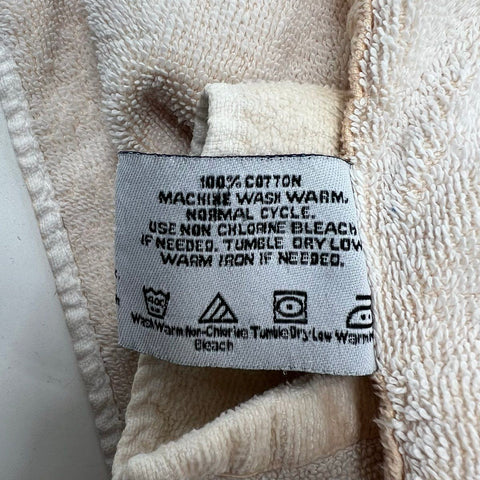 100% COTTON
MACHINE WASH WARM,
NORMAL CYCLE.
USE NON CHLORINE BLEACH
IF NEEDED. TUMBLE DRY LOW
WARM IRON IF NEEDED.
Wash Warm Non-Chlorine Tumble Dry-Low Warm
Bleach